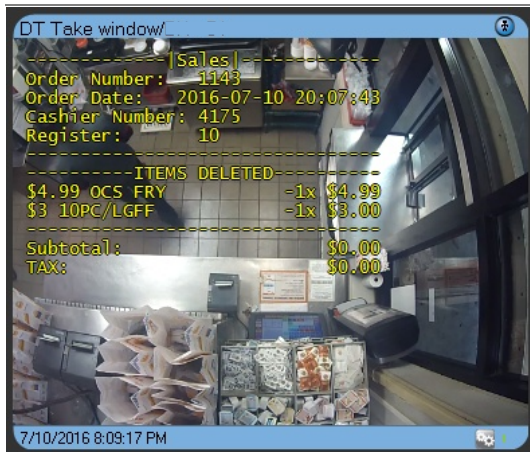 DT Take window/
--------------|Sales|--------------
Order Number:   1143
Order Date:  2016-07-10 20:07:43
Cashier Number: 4175
Register:       10
-----------------------------------
-----------ITEMS DELETED-----------
$4.99 OCS FRY            -1x $4.99
$3 10PC/LGFF             -1x $3.00
-----------------------------------
Subtotal:                    $0.00
TAX:                         $0.00
7/10/2016 8:09:17 PM